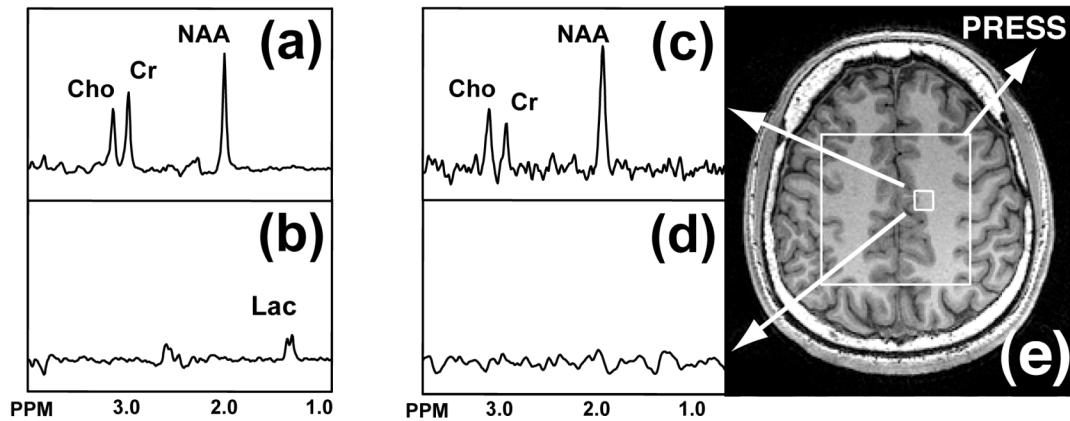 (a)
NAA
Cho
Cr
(b)
Lac
PPM 3.0 2.0 1.0
(c)
NAA
Cho
Cr
(d)
PPM 3.0 2.0 1.0
PRESS
(e)